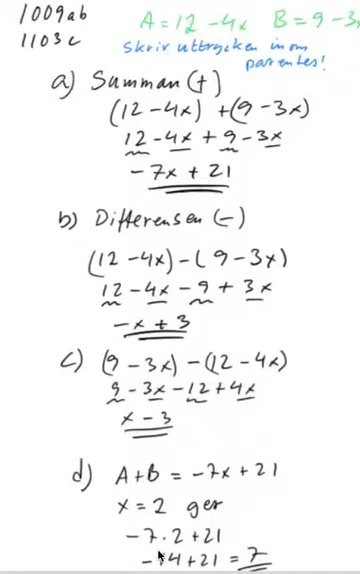 1009ab
A = 12 - 4x B = 9 - 3
1103c
Skriv uttrycken inom
parentes!
a) Summan (+)
(12 - 4x) + (9 - 3x)
12 - 4x + 9 - 3x
- 7x + 21
b) Differensen (-)
(12 - 4x) - (9 - 3x)
12 - 4x - 9 + 3x
- x + 3
c) (9 - 3x) - (12 - 4x)
9 - 3x - 12 + 4x
x - 3
d) A + B = - 7x + 21
x = 2 ger
- 7 · 2 + 21
- 14 + 21 = 7